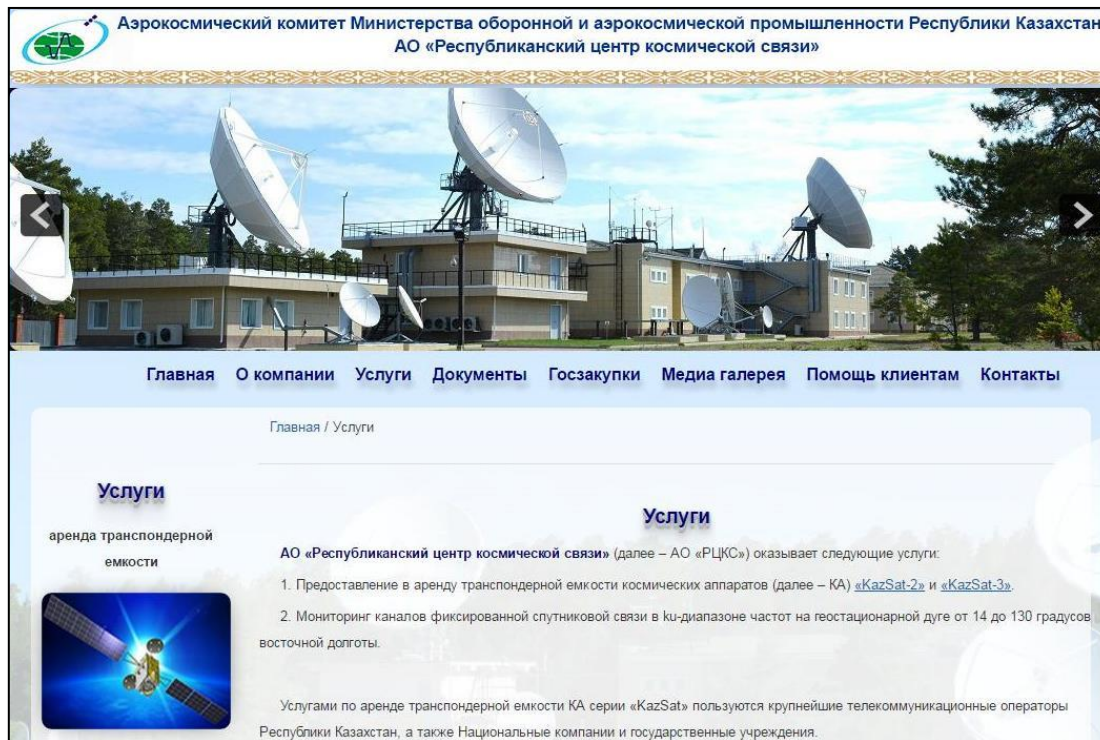 Аэрокосмический комитет Министерства оборонной и аэрокосмической промышленности Республики Казахстан
АО «Республиканский центр космической связи»
Главная О компании Услуги Документы Госзакупки Медиа галерея Помощь клиентам Контакты
Главная / Услуги
Услуги
аренда транспондерной
емкости
Услуги
АО «Республиканский центр космической связи» (далее – АО «РЦКС») оказывает следующие услуги:
1. Предоставление в аренду транспондерной емкости космических аппаратов (далее – КА) «KazSat-2» и «KazSat-3».
2. Мониторинг каналов фиксированной спутниковой связи в ku-диапазоне частот на геостационарной дуге от 14 до 130 градусов
восточной долготы.
Услугами по аренде транспондерной емкости КА серии «KazSat» пользуются крупнейшие телекоммуникационные операторы
Республики Казахстан, а также Национальные компании и государственные учреждения.